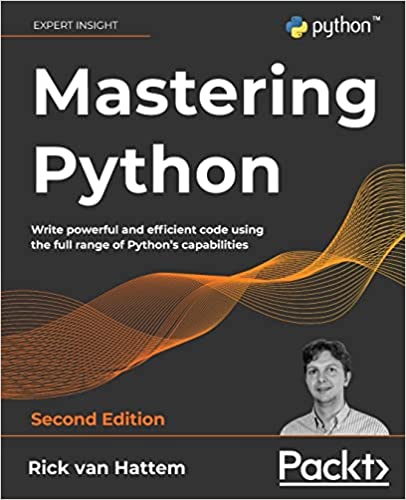 EXPERT INSIGHT
python™
Mastering
Python
Write powerful and efficient code using
the full range of Python's capabilities
Second Edition
Rick van Hattem
Packt>